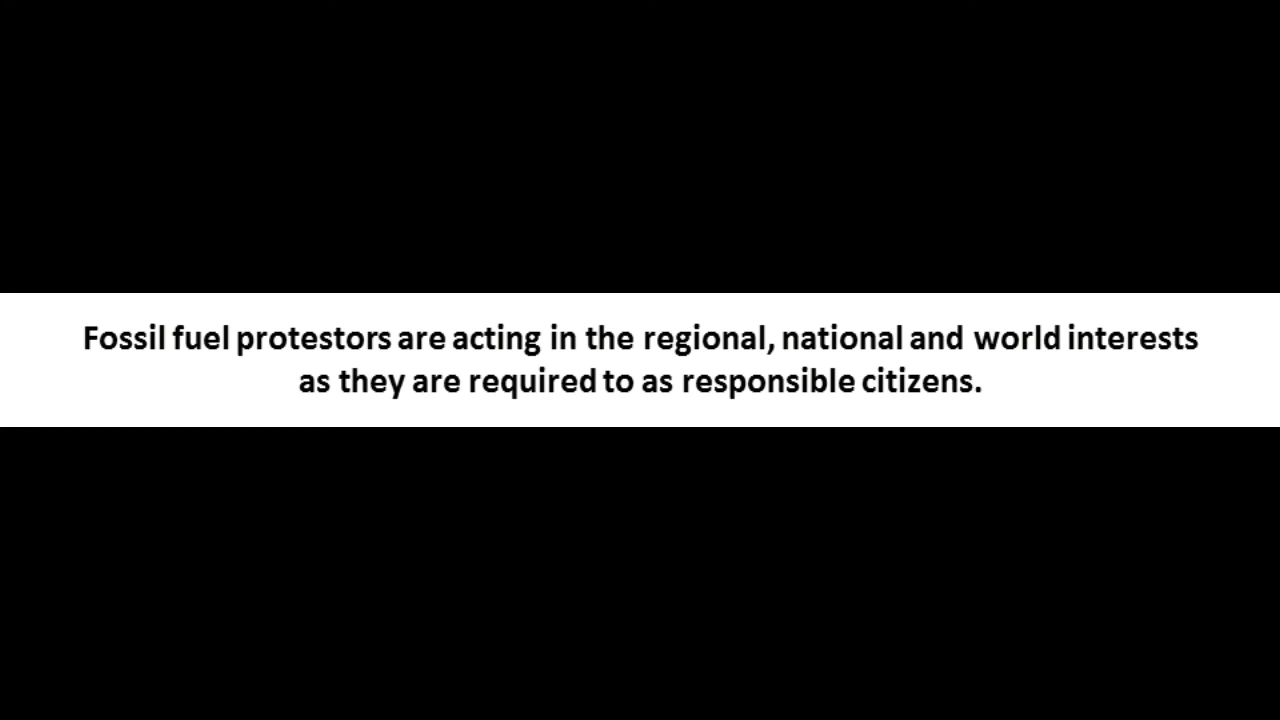 Fossil fuel protestors are acting in the regional, national and world interests
as they are required to as responsible citizens.